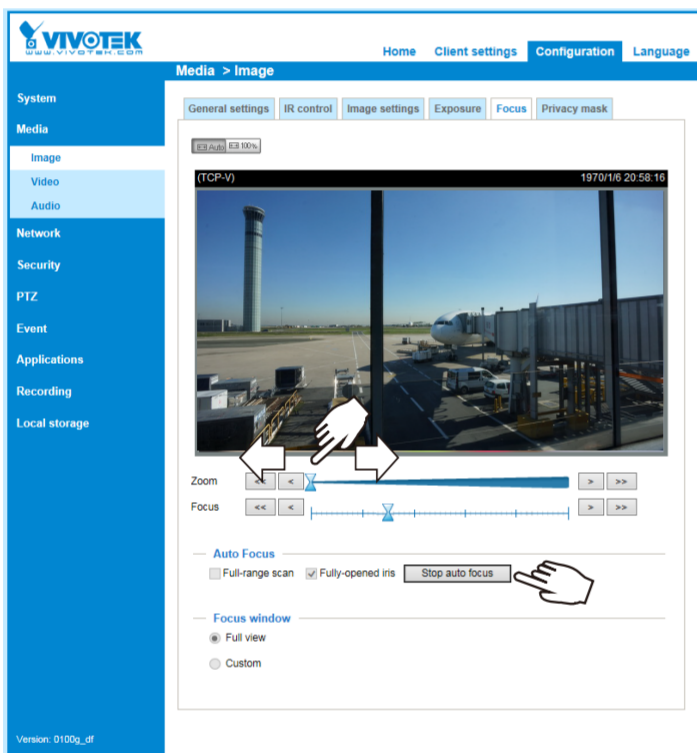 VIVOTEK
www.vivotek.com
Home Client settings Configuration Language
Media > Image
System
Media
Image
Video
Audio
Network
Security
PTZ
Event
Applications
Recording
Local storage
Version: 0100g_df
General settings IR control Image settings Exposure Focus Privacy mask
Auto 100%
(TCP-V) 1970/1/6 20:58:16
Zoom << < > >>
Focus << < > >>
Auto Focus
Full-range scan Fully-opened iris Stop auto focus
Focus window
Full view
Custom